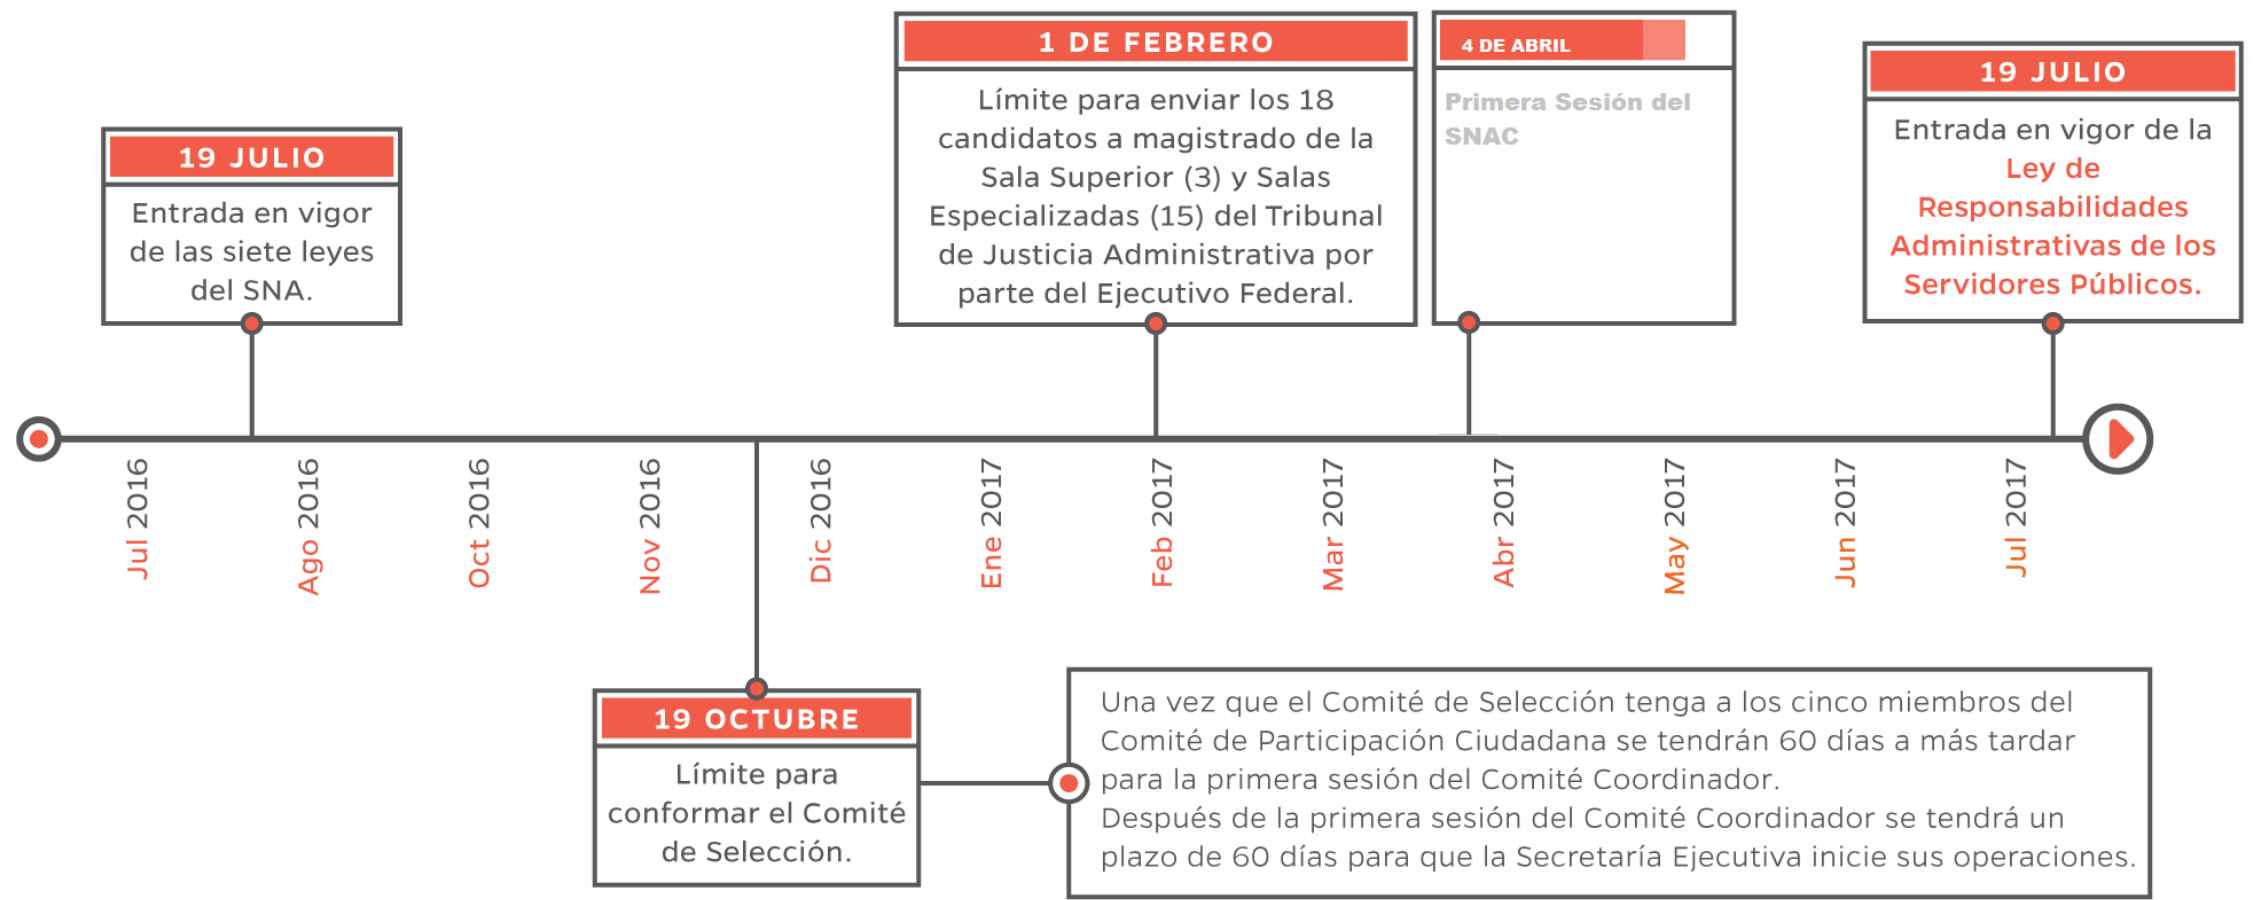 19 JULIO
Entrada en vigor
de las siete leyes
del SNA.
1 DE FEBRERO
Límite para enviar los 18
candidatos a magistrado de la
Sala Superior (3) y Salas
Especializadas (15) del Tribunal
de Justicia Administrativa por
parte del Ejecutivo Federal.
4 DE ABRIL
Primera Sesión del
SNAC
19 JULIO
Entrada en vigor de la
Ley de
Responsabilidades
Administrativas de los
Servidores Públicos.
Jul 2016
Ago 2016
Oct 2016
Nov 2016
Dic 2016
Ene 2017
Feb 2017
Mar 2017
Abr 2017
May 2017
Jun 2017
Jul 2017
19 OCTUBRE
Límite para
conformar el Comité
de Selección.
Una vez que el Comité de Selección tenga a los cinco miembros del
Comité de Participación Ciudadana se tendrán 60 días a más tardar
para la primera sesión del Comité Coordinador.
Después de la primera sesión del Comité Coordinador se tendrá un
plazo de 60 días para que la Secretaría Ejecutiva inicie sus operaciones.